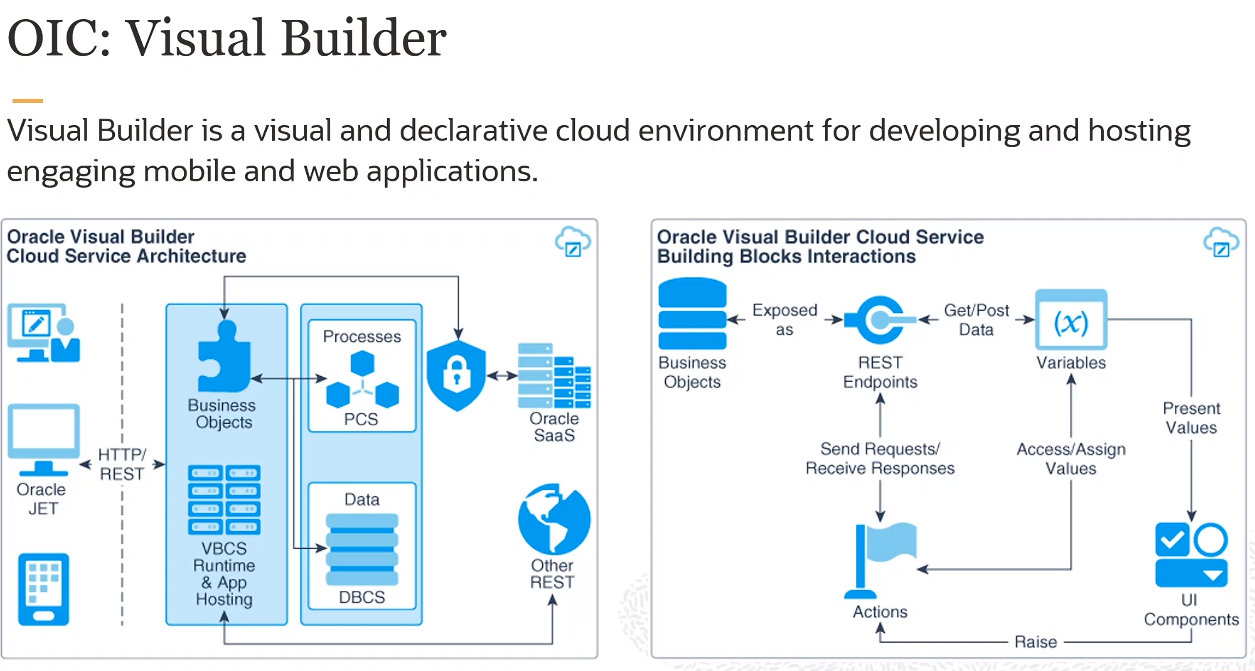 OIC: Visual Builder
Visual Builder is a visual and declarative cloud environment for developing and hosting
engaging mobile and web applications.
Oracle Visual Builder
Cloud Service Architecture
Oracle
JET
HTTP/
REST
Business
Objects
VBCS
Runtime
& App
Hosting
Processes
PCS
Data
DBCS
Oracle
SaaS
Other
REST
Oracle Visual Builder Cloud Service
Building Blocks Interactions
Business
Objects
Exposed
as
REST
Endpoints
Get/Post
Data
(x)
Variables
Send Requests/
Receive Responses
Access/Assign
Values
Present
Values
Actions
UI
Components
Raise